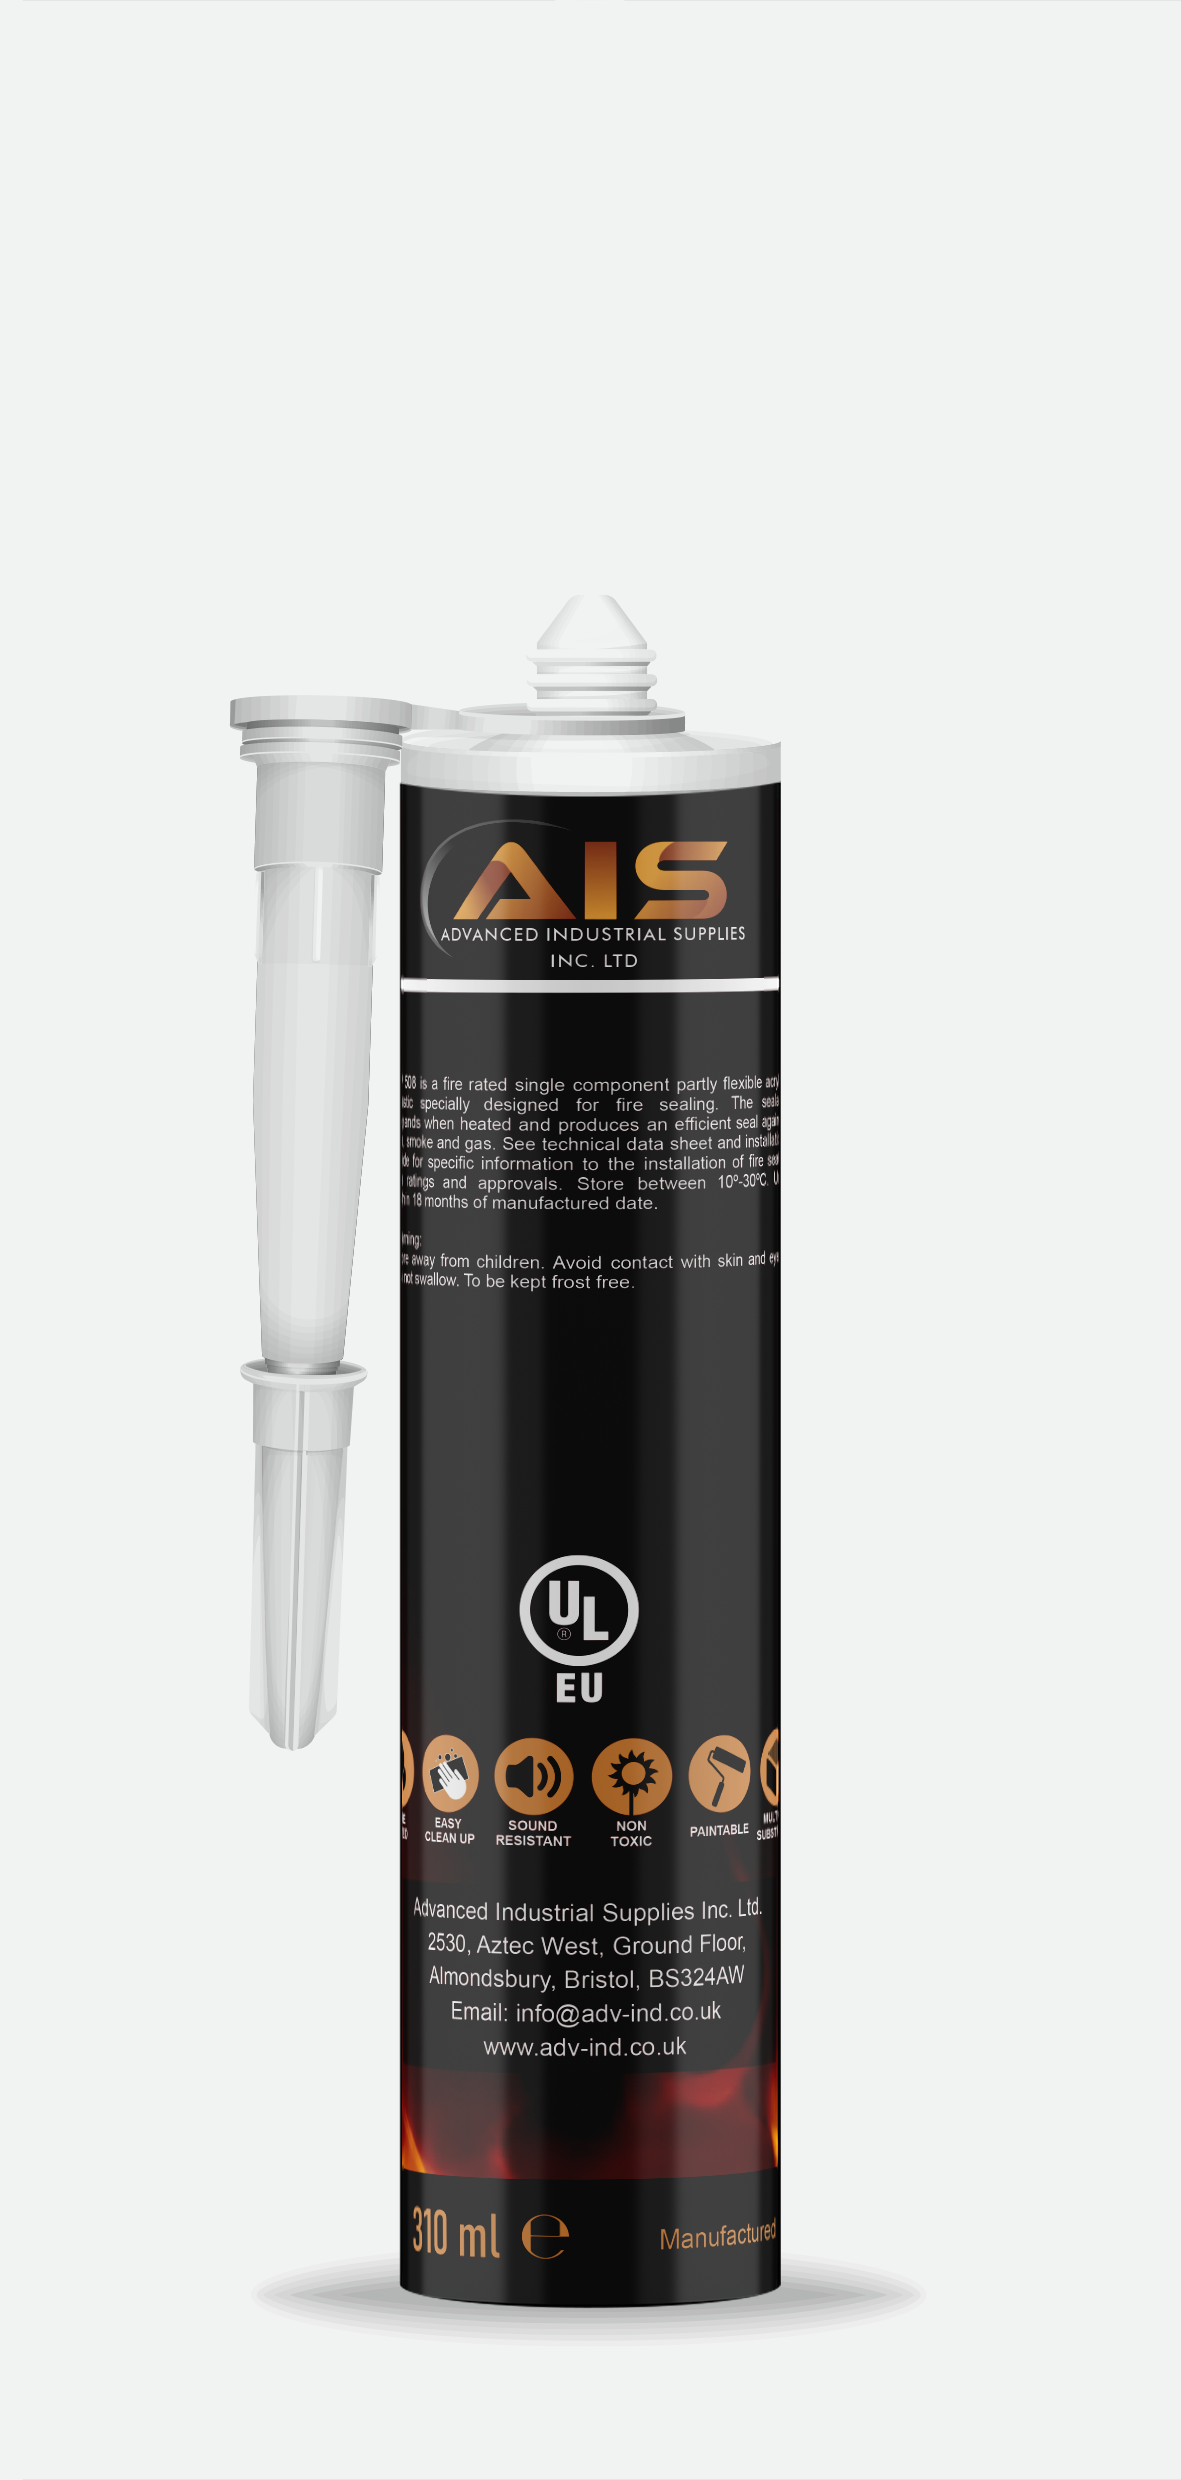 AIS
ADVANCED INDUSTRIAL SUPPLIES
INC. LTD
508 is a fire rated single component partly flexible
specially designed for fire sealing. The
when heated and produces an efficient seal
smoke and gas. See technical data sheet and
for specific information to the installation of fire
ratings and approvals. Store between 10º-30ºC.
18 months of manufactured date.
away from children. Avoid contact with skin and
not swallow. To be kept frost free.
UL
®
EU
EASY
CLEAN UP
SOUND
RESISTANT
NON
TOXIC
PAINTABLE
Advanced Industrial Supplies Inc. Ltd.
2530, Aztec West, Ground Floor,
Almondsbury, Bristol, BS324AW
Email: info@adv-ind.co.uk
www.adv-ind.co.uk
310 ml e
Manufactured